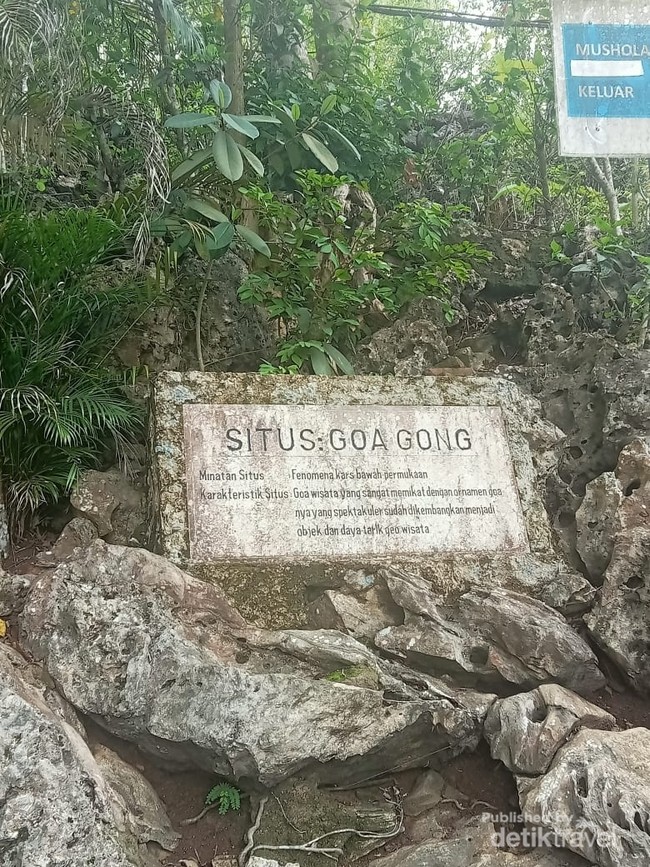 MUSHOLA
KELUAR
SITUS:GOA GONG
Minatan Situs : Fenomena kars bawah permukaan
Karakteristik Situs : Goa wisata yang sangat memikat dengan ornamen goa
nya yang spektakuler sudah dikembangkan menjadi
objek dan daya tarik geo wisata
Published by
detiktravel